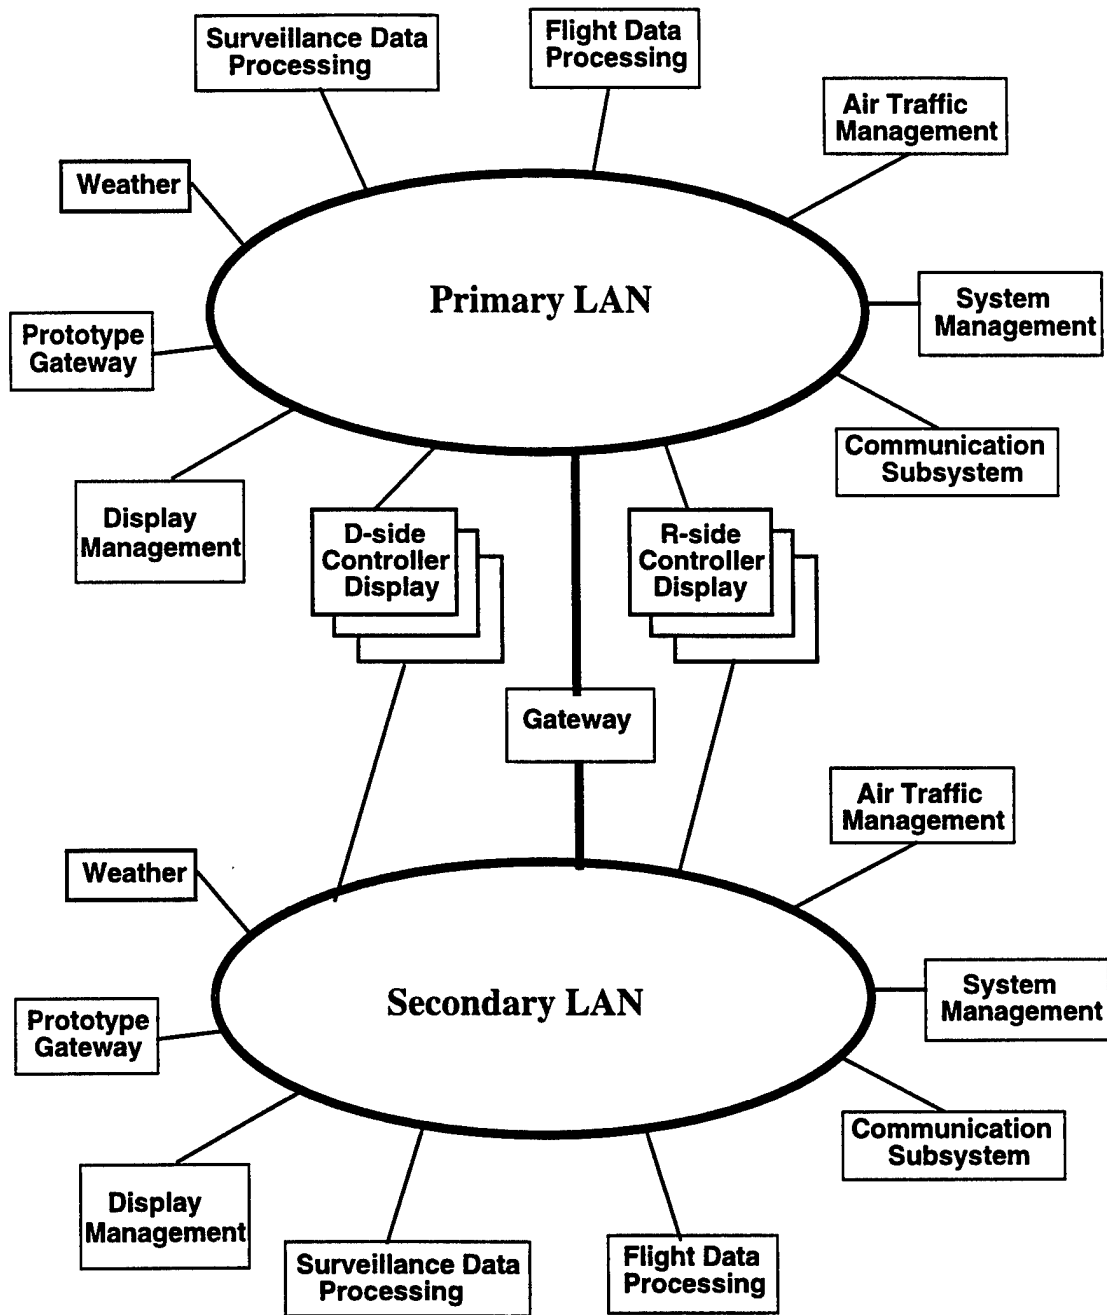 Surveillance Data
Processing
Flight Data
Processing
Air Traffic
Management
Weather
Primary LAN
System
Management
Prototype
Gateway
Communication
Subsystem
Display
Management
D-side
Controller
Display
R-side
Controller
Display
Gateway
Air Traffic
Management
Weather
System
Management
Secondary LAN
Prototype
Gateway
Communication
Subsystem
Display
Management
Surveillance Data
Processing
Flight Data
Processing